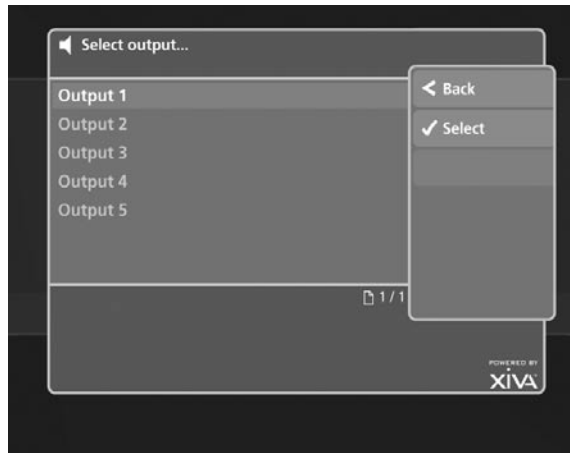 Select output...
Output 1
Output 2
Output 3
Output 4
Output 5
< Back
✓ Select
1 / 1
POWERED BY
XiVA